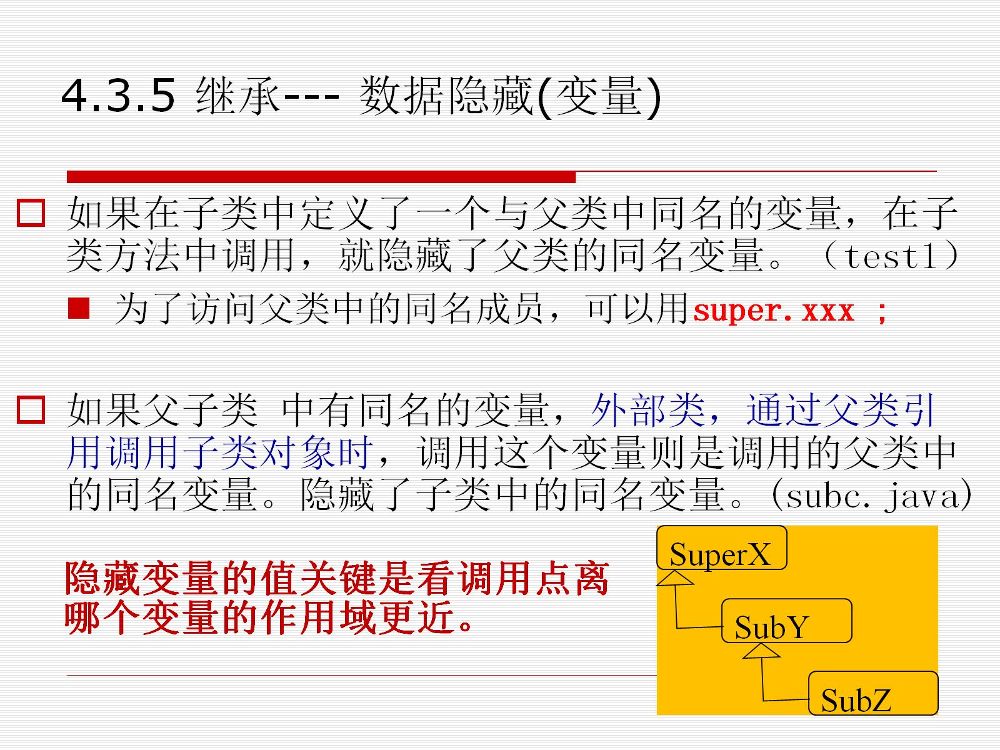 4.3.5 继承--- 数据隐藏(变量)
如果在子类中定义了一个与父类中同名的变量，在子
类方法中调用，就隐藏了父类的同名变量。（test1）
为了访问父类中的同名成员，可以用super.xxx ；
如果父子类 中有同名的变量，外部类，通过父类引
用调用子类对象时，调用这个变量则是调用的父类中
的同名变量。隐藏了子类中的同名变量。(subc.java)
隐藏变量的值关键是看调用点离
哪个变量的作用域更近。
SuperX
SubY
SubZ